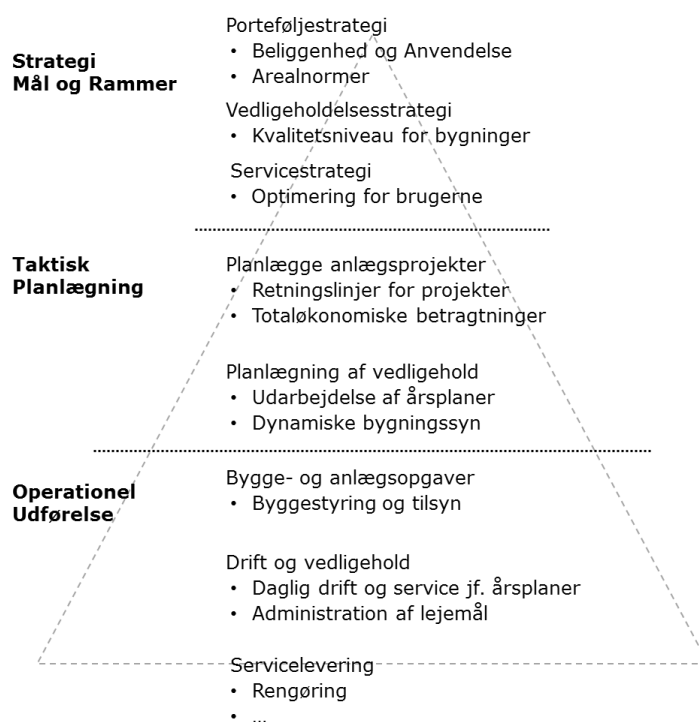 Strategi
Mål og Rammer
Porteføljestrategi
• Beliggenhed og Anvendelse
• Arealnormer
Vedligeholdelsesstrategi
• Kvalitetsniveau for bygninger
Servicestrategi
• Optimering for brugerne
Taktisk
Planlægning
Planlægge anlægsprojekter
• Retningslinjer for projekter
• Totaløkonomiske betragtninger
Planlægning af vedligehold
• Udarbejdelse af årsplaner
• Dynamiske bygningssyn
Operationel
Udførelse
Bygge- og anlægsopgaver
• Byggestyring og tilsyn
Drift og vedligehold
• Daglig drift og service jf. årsplaner
• Administration af lejemål
Servicelevering
• Rengøring
• ...